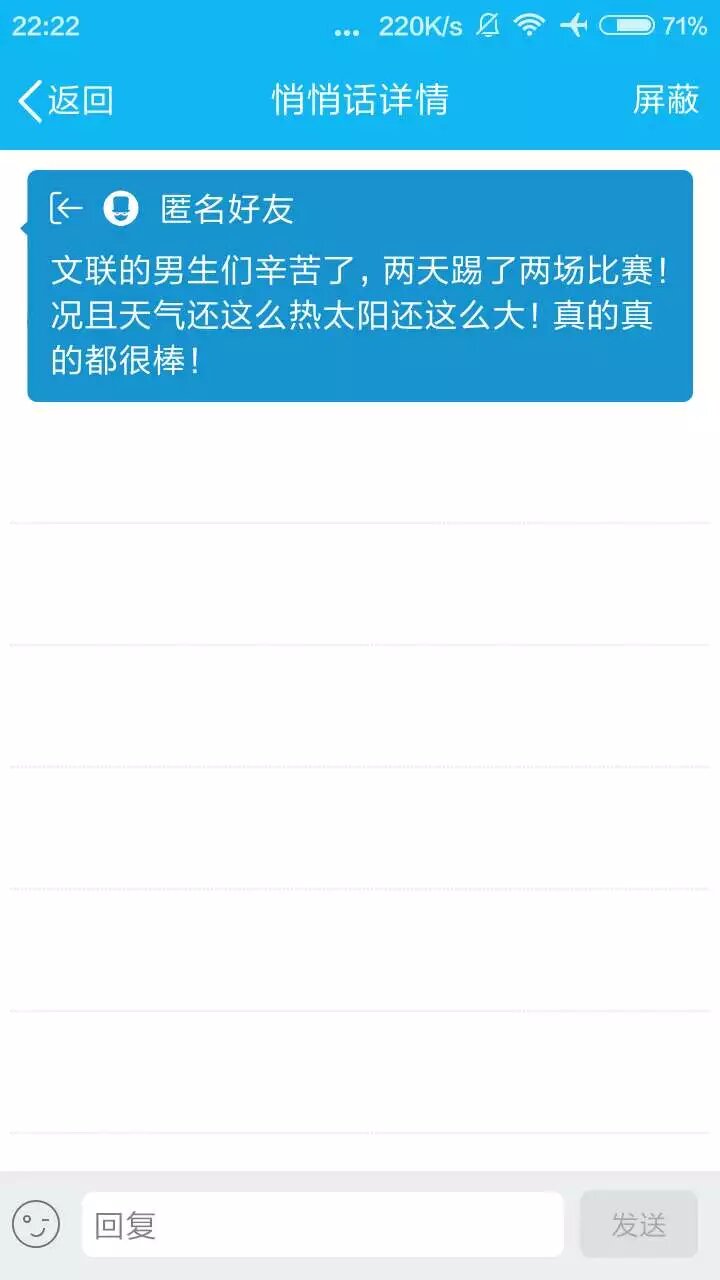 22:22 ... 220K/s 71%
返回 悄悄话详情 屏蔽
匿名好友
文联的男生们辛苦了，两天踢了两场比赛！
况且天气还这么热太阳还这么大！真的真
的都很棒！
回复 发送